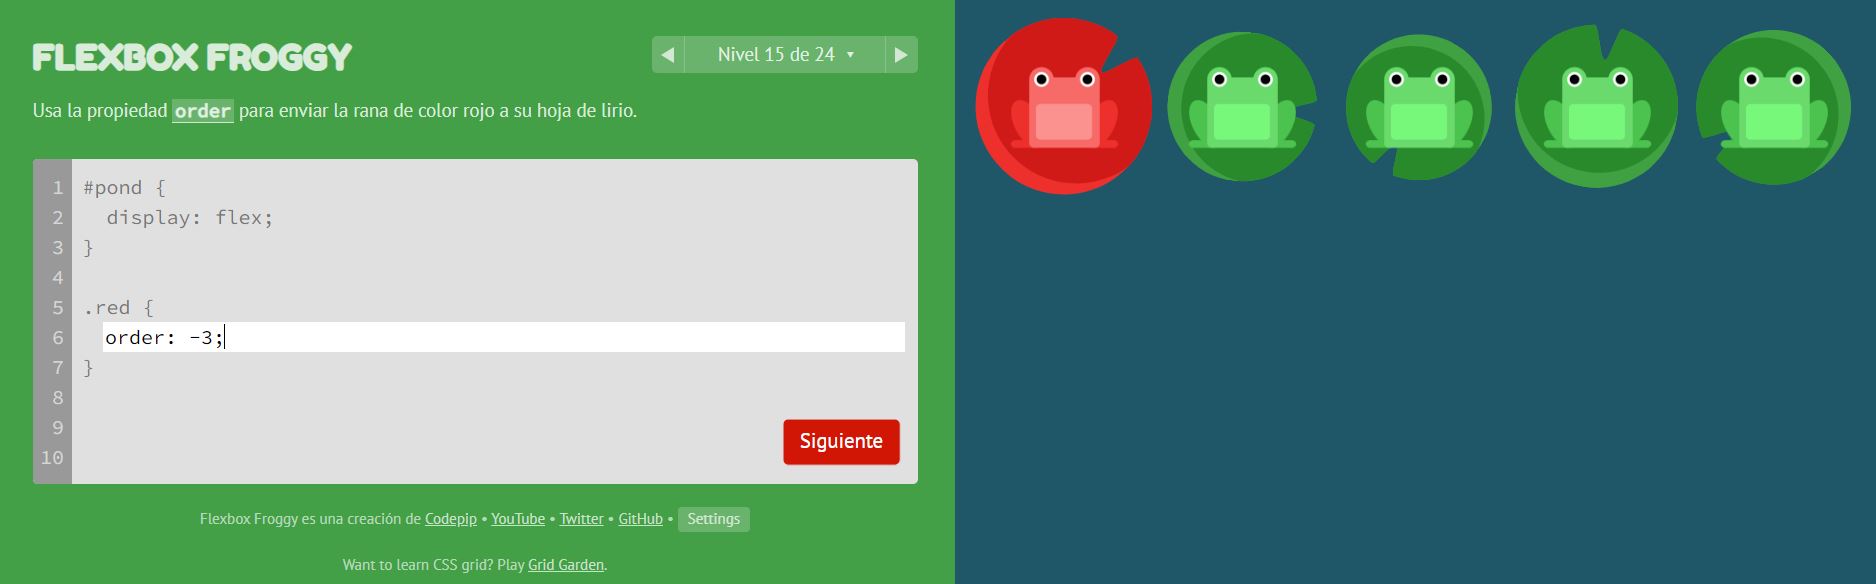 FLEXBOX FROGGY
Nivel 15 de 24
Usa la propiedad order para enviar la rana de color rojo a su hoja de lirio.
1 #pond {
2 display: flex;
3 }
4
5 .red {
6 order: -3;
7 }
8
9
10
Siguiente
Flexbox Froggy es una creación de Codepip • YouTube • Twitter • GitHub • Settings
Want to learn CSS grid? Play Grid Garden.